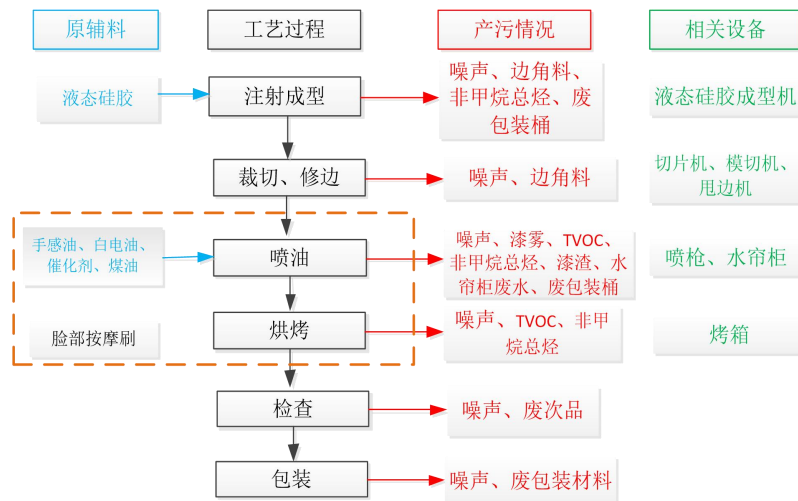 原辅料
工艺过程
产污情况
相关设备
液态硅胶
注射成型
噪声、边角料、
非甲烷总烃、废
包装桶
液态硅胶成型机
裁切、修边
噪声、边角料
切片机、模切机、
甩边机
手感油、白电油、
催化剂、煤油
喷油
噪声、漆雾、TVOC、
非甲烷总烃、漆渣、水
帘柜废水、废包装桶
喷枪、水帘柜
脸部按摩刷
烘烤
噪声、TVOC、非甲
烷总烃
烤箱
检查
噪声、废次品
包装
噪声、废包装材料